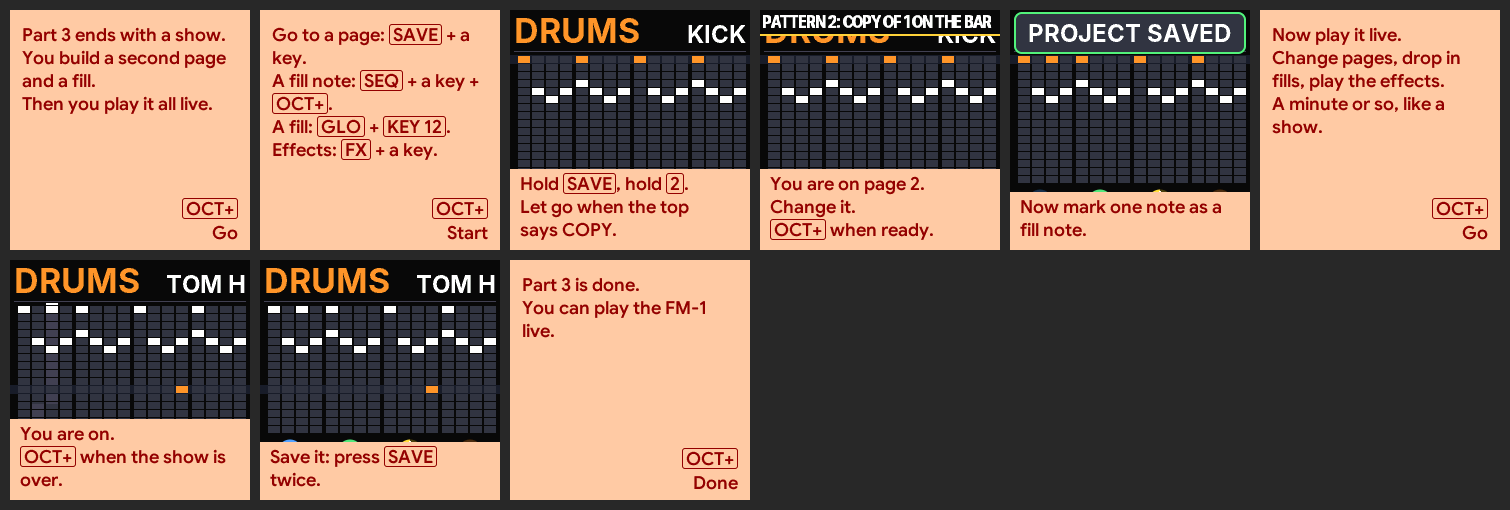 Part 3 ends with a show.
You build a second page
and a fill.
Then you play it all live.
OCT+
Go
Go to a page: SAVE + a
key.
A fill note: SEQ + a key +
OCT+.
A fill: GLO + KEY 12.
Effects: FX + a key.
OCT+
Start
DRUMS KICK
Hold SAVE, hold 2.
Let go when the top
says COPY.
PATTERN 2: COPY OF 1 ON THE BAR
DRUMS KICK
You are on page 2.
Change it.
OCT+ when ready.
PROJECT SAVED
Now mark one note as a
fill note.
Now play it live.
Change pages, drop in
fills, play the effects.
A minute or so, like a
show.
OCT+
Go
DRUMS TOM H
You are on.
OCT+ when the show is
over.
DRUMS TOM H
Save it: press SAVE
twice.
Part 3 is done.
You can play the FM-1
live.
OCT+
Done